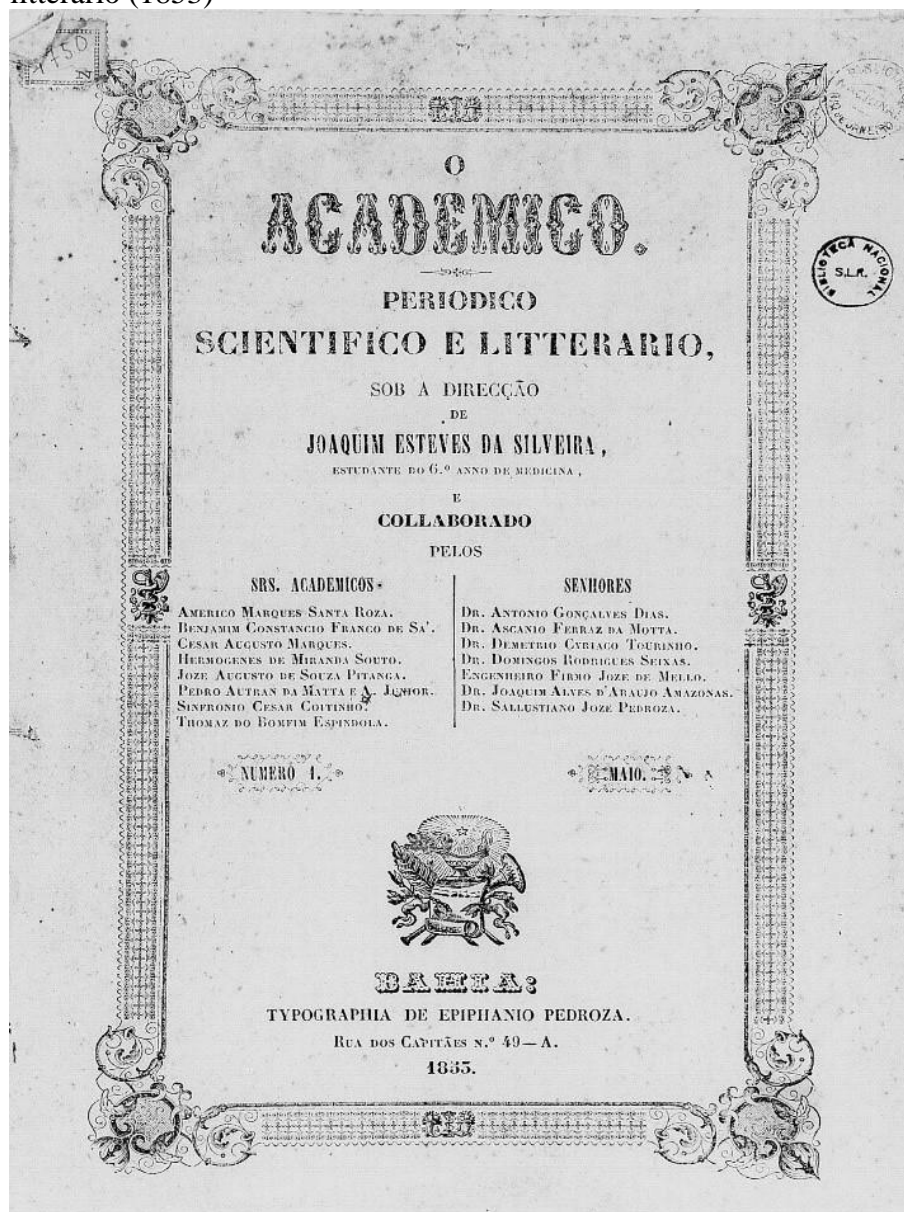 litterario (1853)
1750
N
BIBLIOTECA NACIONAL
S.L.R.
O
ACADEMICO.
PERIODICO
SCIENTIFICO E LITTERARIO,
SOB A DIRECÇÃO
DE
JOAQUIM ESTEVES DA SILVEIRA,
ESTUDANTE DO 6.º ANNO DE MEDICINA,
E
COLLABORADO
PELOS
SRS. ACADEMICOS
AMERICO MARQUES SANTA ROZA.
BENJAMIM CONSTANCIO FRANCO DE SA'.
CESAR AUGUSTO MARQUES.
HERMOGENES DE MIRANDA SOUTO.
JOZE AUGUSTO DE SOUZA PITANGA.
PEDRO AUTRAN DA MATTA E A. JUNIOR.
SINFRONIO CESAR COITINHO.
THOMAZ DO BOMFIM ESPINDOLA.
SENHORES
DR. ANTONIO GONÇALVES DIAS.
DR. ASCANIO FERRAZ DA MOTTA.
DR. DEMETRIO CYRIACO TOURINHO.
DR. DOMINGOS RODRIGUES SEIXAS.
ENGENHEIRO FIRMO JOZE DE MELLO.
DR. JOAQUIM ALVES D'ARAUJO AMAZONAS.
DR. SALLUSTIANO JOZE PEDROZA.
NUMERO 1.
MAIO.
BAHIA:
TYPOGRAPHIA DE EPIPHANIO PEDROZA.
RUA DOS CAPITÃES N.º 49—A.
1853.